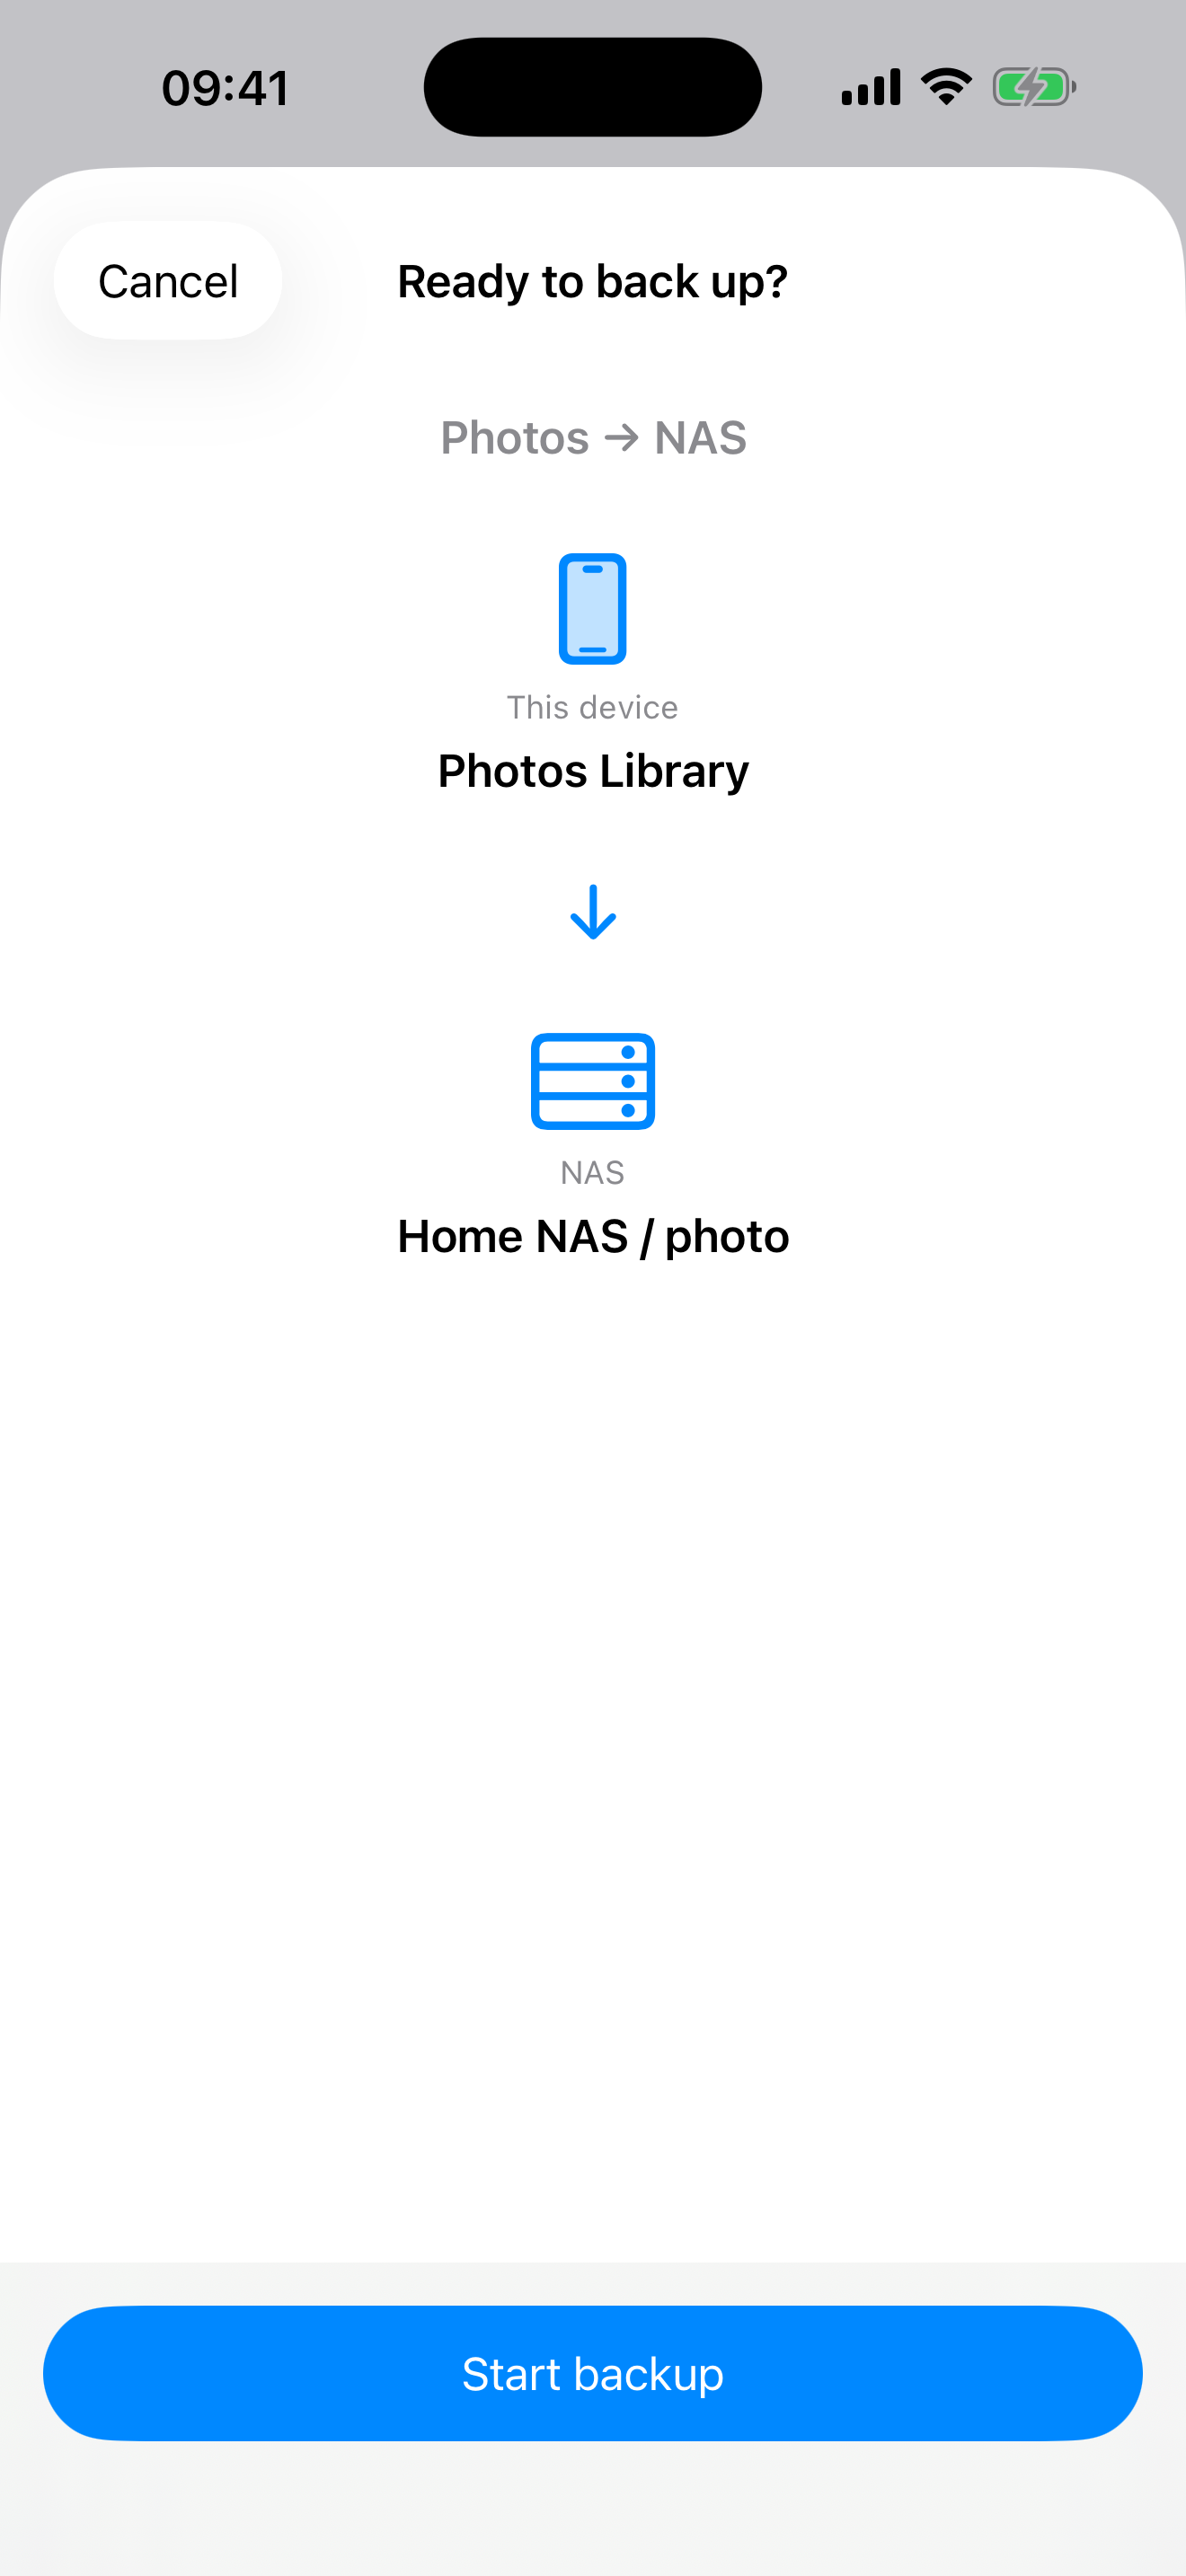 09:41
Cancel
Ready to back up?
Photos → NAS
This device
Photos Library
NAS
Home NAS / photo
Start backup